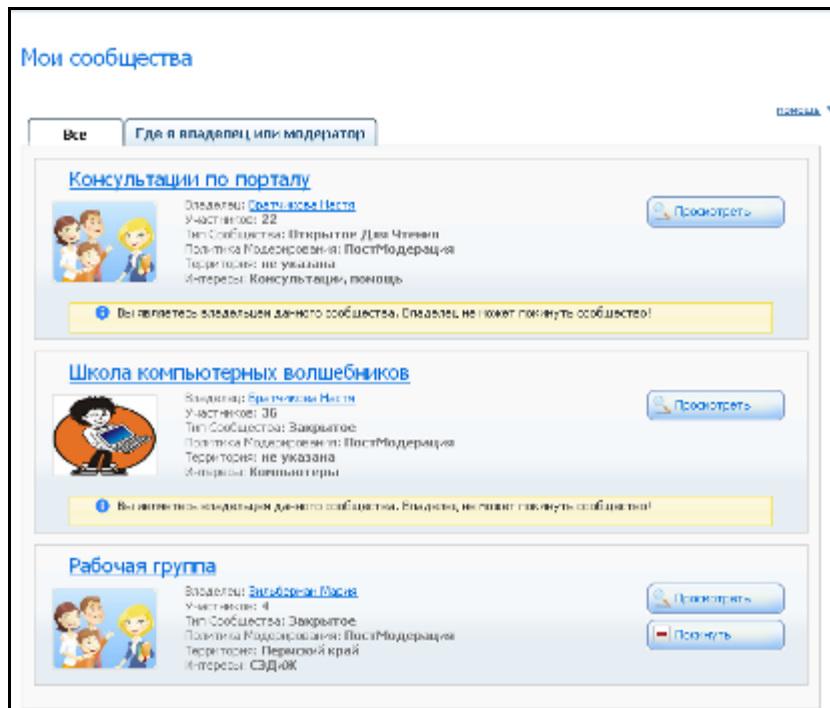 Мои сообщества
помощь
Все
Где я владелец или модератор
Консультации по порталу
Владелец: Братчикова Настя
Участников: 22
Тип Сообщества: Открытое Для Чтения
Политика Модерирования: ПостМодерация
Территория: не указана
Интересы: Консультации, помощь
Просмотреть
Вы являетесь владельцем данного сообщества. Владелец не может покинуть сообщество!
Школа компьютерных волшебников
Владелец: Братчикова Настя
Участников: 36
Тип Сообщества: Закрытое
Политика Модерирования: ПостМодерация
Территория: не указана
Интересы: Компьютеры
Просмотреть
Вы являетесь владельцем данного сообщества. Владелец не может покинуть сообщество!
Рабочая группа
Владелец: Вильберман Мария
Участников: 4
Тип Сообщества: Закрытое
Политика Модерирования: ПостМодерация
Территория: Пермский край
Интересы: СЭДиЖ
Просмотреть
Покинуть